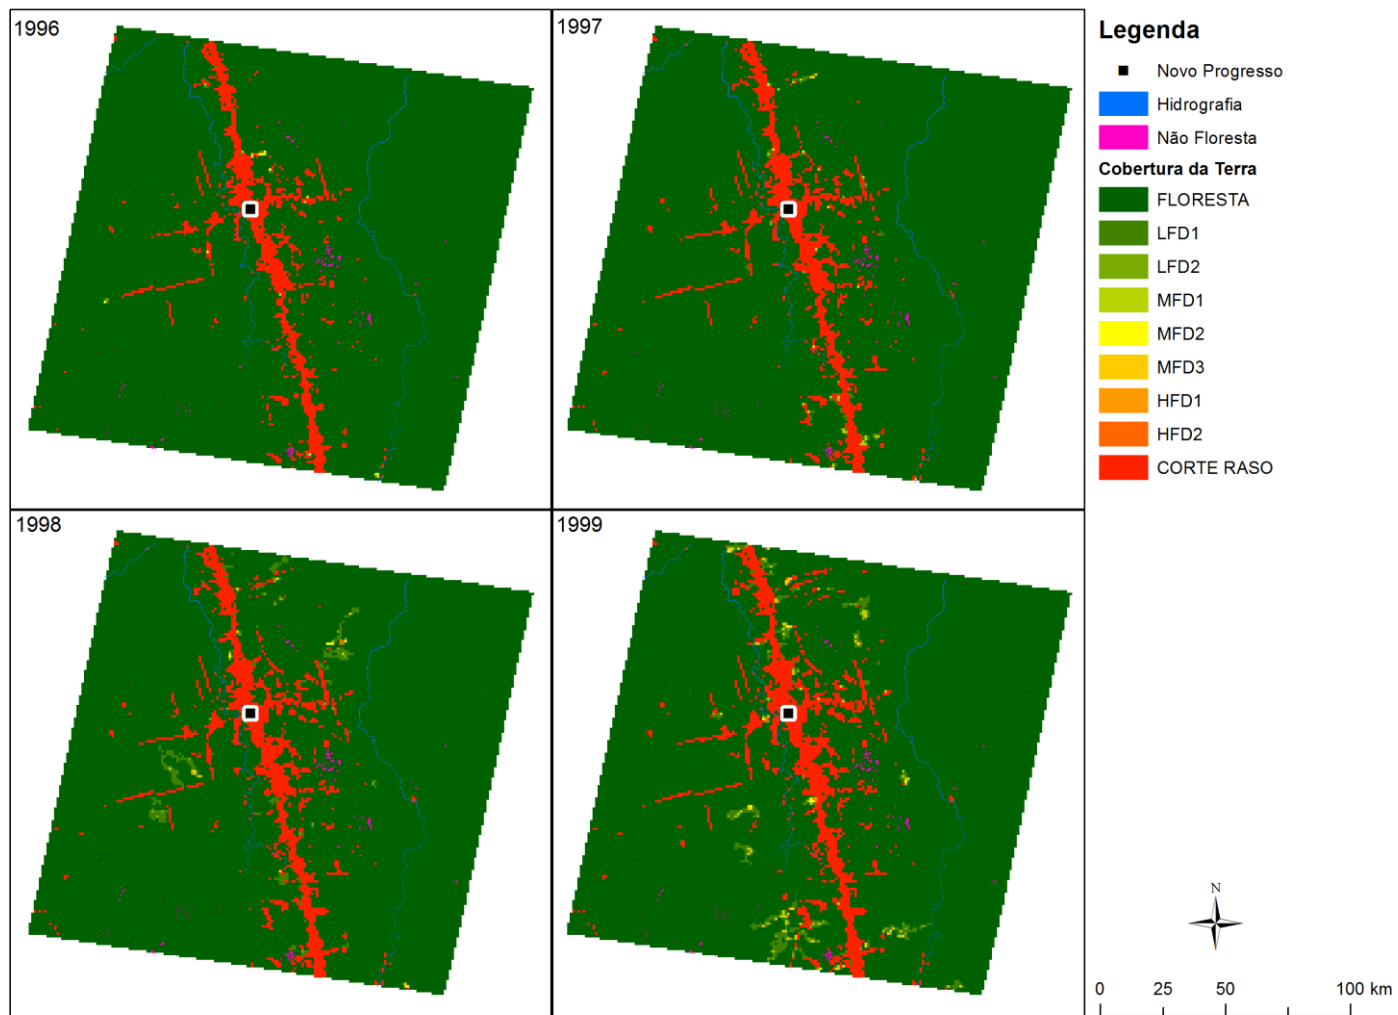 1996
1997
1998
1999
Legenda
Novo Progresso
Hidrografia
Não Floresta
Cobertura da Terra
FLORESTA
LFD1
LFD2
MFD1
MFD2
MFD3
HFD1
HFD2
CORTE RASO
N
0 25 50 100 km